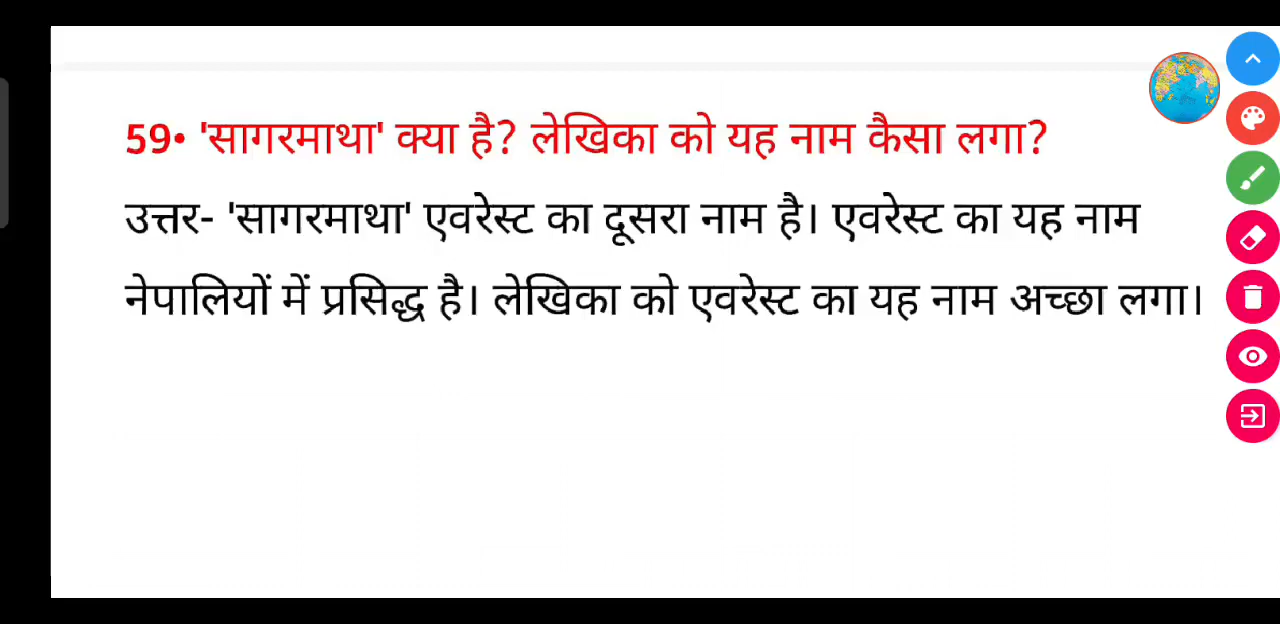 59• 'सागरमाथा' क्या है? लेखिका को यह नाम कैसा लगा?
उत्तर- 'सागरमाथा' एवरेस्ट का दूसरा नाम है। एवरेस्ट का यह नाम
नेपालियों में प्रसिद्ध है। लेखिका को एवरेस्ट का यह नाम अच्छा लगा।